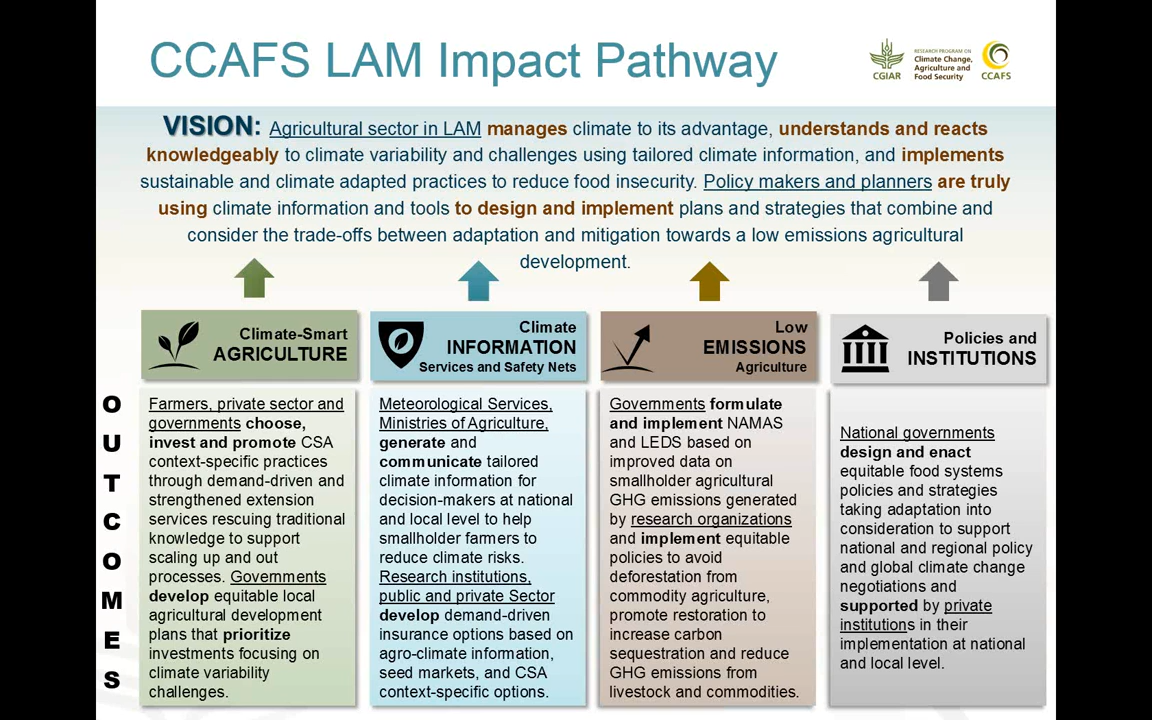 CCAFS LAM Impact Pathway
CGIAR
RESEARCH PROGRAM ON
Climate Change,
Agriculture and
Food Security
CCAFS
VISION: Agricultural sector in LAM manages climate to its advantage, understands and reacts
knowledgeably to climate variability and challenges using tailored climate information, and implements
sustainable and climate adapted practices to reduce food insecurity. Policy makers and planners are truly
using climate information and tools to design and implement plans and strategies that combine and
consider the trade-offs between adaptation and mitigation towards a low emissions agricultural
development.
Climate-Smart
AGRICULTURE
Climate
INFORMATION
Services and Safety Nets
Low
EMISSIONS
Agriculture
Policies and
INSTITUTIONS
O
U
T
C
O
M
E
S
Farmers, private sector and
governments choose,
invest and promote CSA
context-specific practices
through demand-driven and
strengthened extension
services rescuing traditional
knowledge to support
scaling up and out
processes. Governments
develop equitable local
agricultural development
plans that prioritize
investments focusing on
climate variability
challenges.
Meteorological Services,
Ministries of Agriculture,
generate and
communicate tailored
climate information for
decision-makers at national
and local level to help
smallholder farmers to
reduce climate risks.
Research institutions,
public and private Sector
develop demand-driven
insurance options based on
agro-climate information,
seed markets, and CSA
context-specific options.
Governments formulate
and implement NAMAS
and LEDS based on
improved data on
smallholder agricultural
GHG emissions generated
by research organizations
and implement equitable
policies to avoid
deforestation from
commodity agriculture,
promote restoration to
increase carbon
sequestration and reduce
GHG emissions from
livestock and commodities.
National governments
design and enact
equitable food systems
policies and strategies
taking adaptation into
consideration to support
national and regional policy
and global climate change
negotiations and
supported by private
institutions in their
implementation at national
and local level.